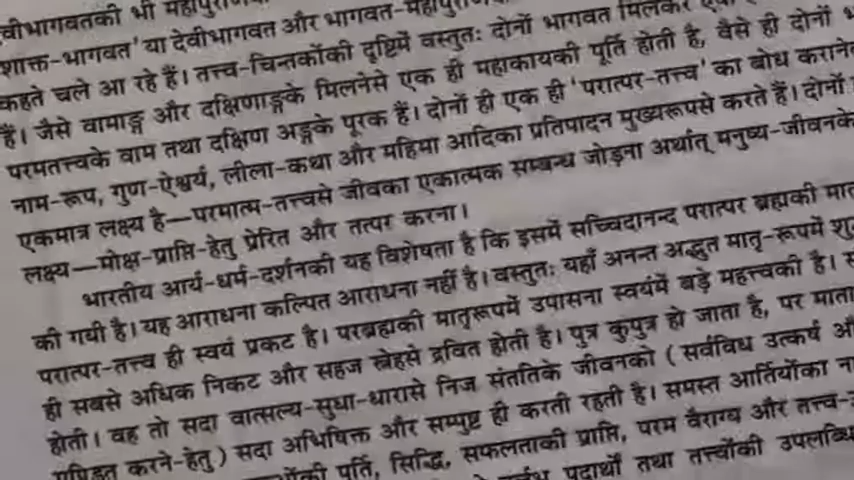 वीभागवतकी भी
शाक्त-भागवत' या देवीभागवत और भागवत-महापुराण
कहते चले आ रहे हैं। तत्त्व-चिन्तकोंकी दृष्टिमें वस्तुतः दोनों भागवत मिलकर
हैं। जैसे वामाङ्ग और दक्षिणाङ्गके मिलनेसे एक ही महाकायकी पूर्ति होती है, वैसे ही दोनों
परमतत्त्वके वाम तथा दक्षिण अङ्गके पूरक हैं। दोनों ही एक ही 'परात्पर-तत्त्व' का बोध
नाम-रूप, गुण-ऐश्वर्य, लीला-कथा और महिमा आदिका प्रतिपादन मुख्यरूपसे करते हैं। दोनों
एकमात्र लक्ष्य है—परमात्म-तत्त्वसे जीवका एकात्मक सम्बन्ध जोड़ना अर्थात् मनुष्य-जीवनके
लक्ष्य—मोक्ष-प्राप्ति-हेतु प्रेरित और तत्पर करना।
भारतीय आर्य-धर्म-दर्शनकी यह विशेषता है कि इसमें सच्चिदानन्द परात्पर ब्रह्मकी
की गयी है। यह आराधना कल्पित आराधना नहीं है। वस्तुतः यहाँ अनन्त अद्भुत मातृ-रूपमें
परात्पर-तत्त्व ही स्वयं प्रकट है। परब्रह्मकी मातृरूपमें उपासना स्वयंमें बड़े महत्त्वकी है।
ही सबसे अधिक निकट और सहज स्नेहसे द्रवित होती है। पुत्र कुपुत्र हो जाता है, पर माता
होती। वह तो सदा वात्सल्य-सुधा-धारासे निज संततिके जीवनको ( सर्वविध उत्कर्ष
करने-हेतु ) सदा अभिषिक्त और सम्पुष्ट ही करती रहती है। समस्त आर्तियोंका
पूर्ति, सिद्धि, सफलताकी प्राप्ति, परम वैराग्य और तत्त्व-
पदार्थों तथा तत्त्वोंकी उपलब्धि